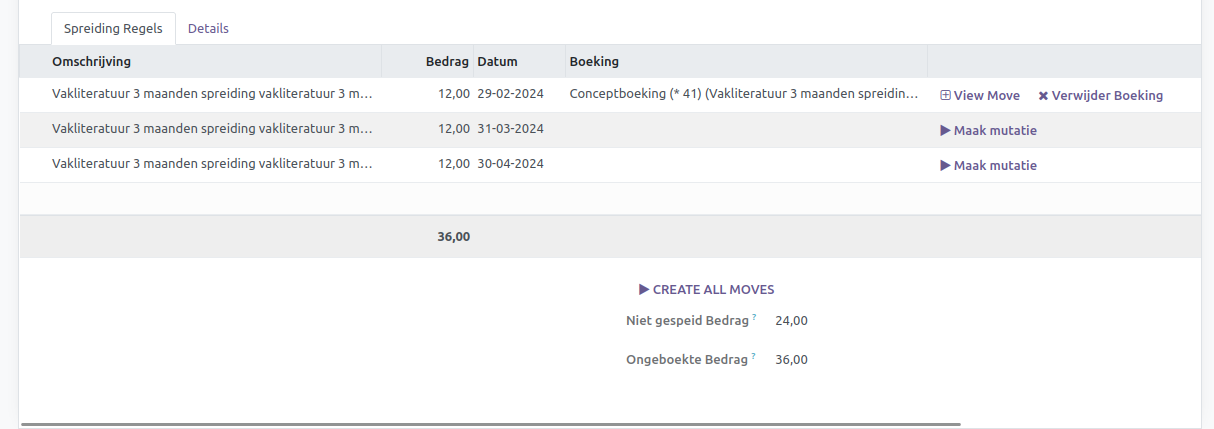 Spreiding Regels Details
Omschrijving Bedrag Datum Boeking
Vakliteratuur 3 maanden spreiding vakliteratuur 3 m... 12,00 29-02-2024 Conceptboeking (* 41) (Vakliteratuur 3 maanden spreidin... View Move Verwijder Boeking
Vakliteratuur 3 maanden spreiding vakliteratuur 3 m... 12,00 31-03-2024 Maak mutatie
Vakliteratuur 3 maanden spreiding vakliteratuur 3 m... 12,00 30-04-2024 Maak mutatie
36,00
CREATE ALL MOVES
Niet gespeid Bedrag ? 24,00
Ongeboekte Bedrag ? 36,00